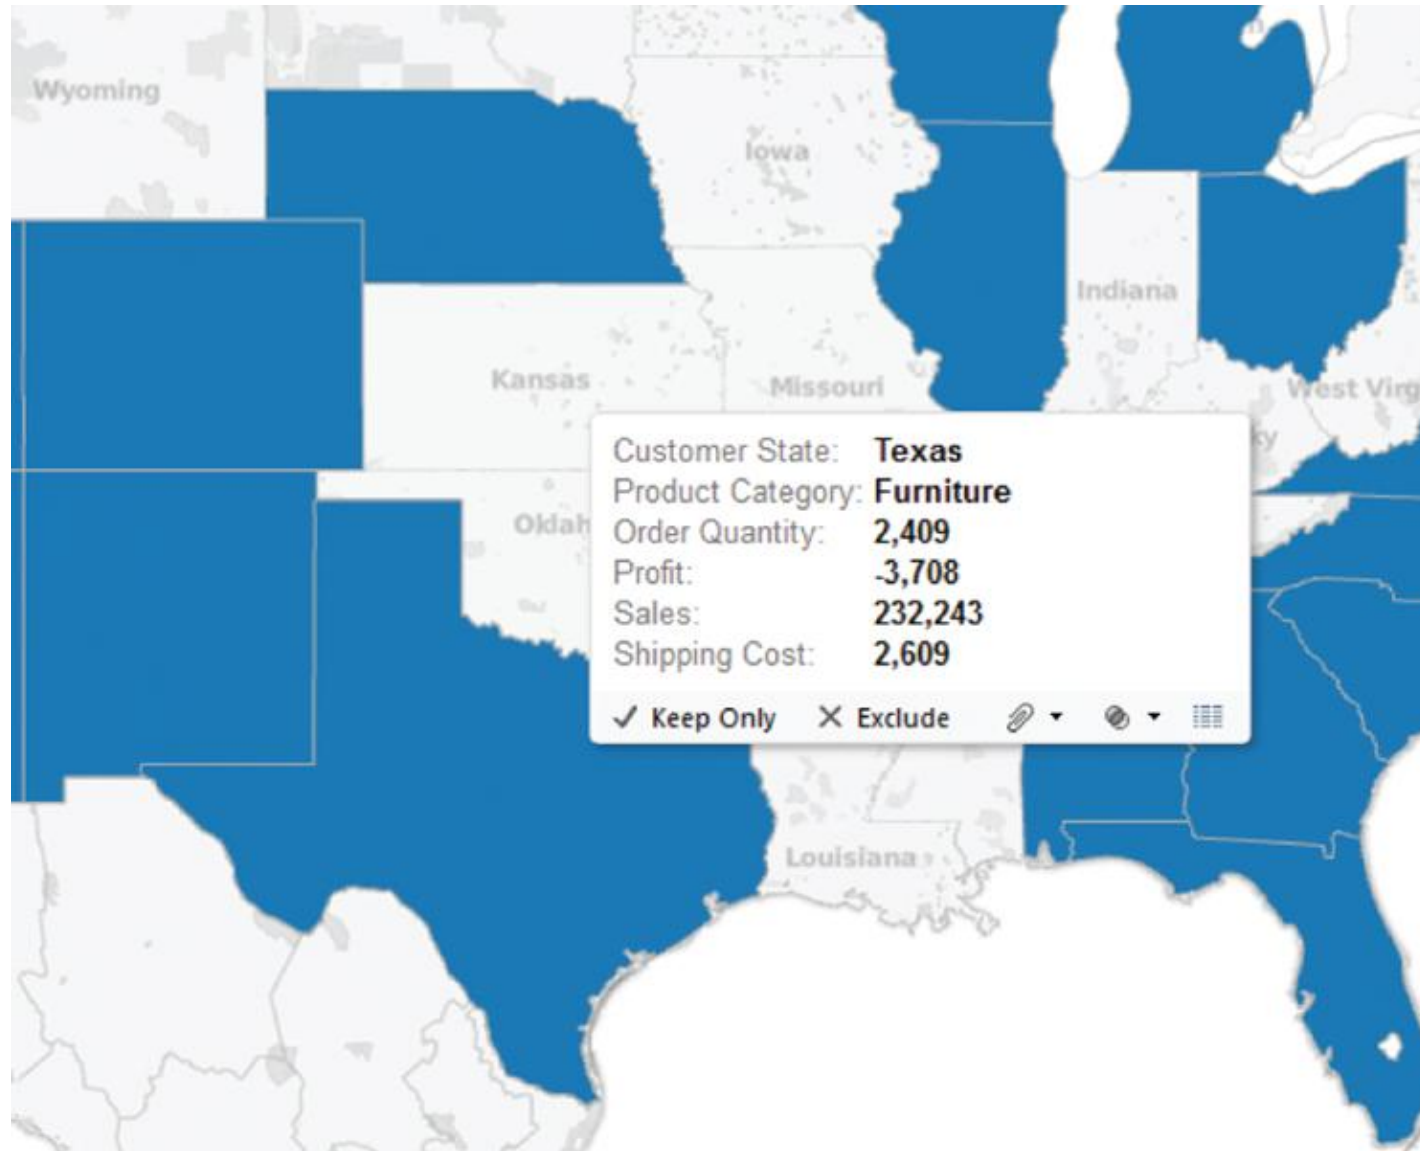 Wyoming
Iowa
Indiana
Kansas
Missouri
West Virg
ky
Oklah
Customer State: Texas
Product Category: Furniture
Order Quantity: 2,409
Profit: -3,708
Sales: 232,243
Shipping Cost: 2,609
Keep Only Exclude
Louisiana